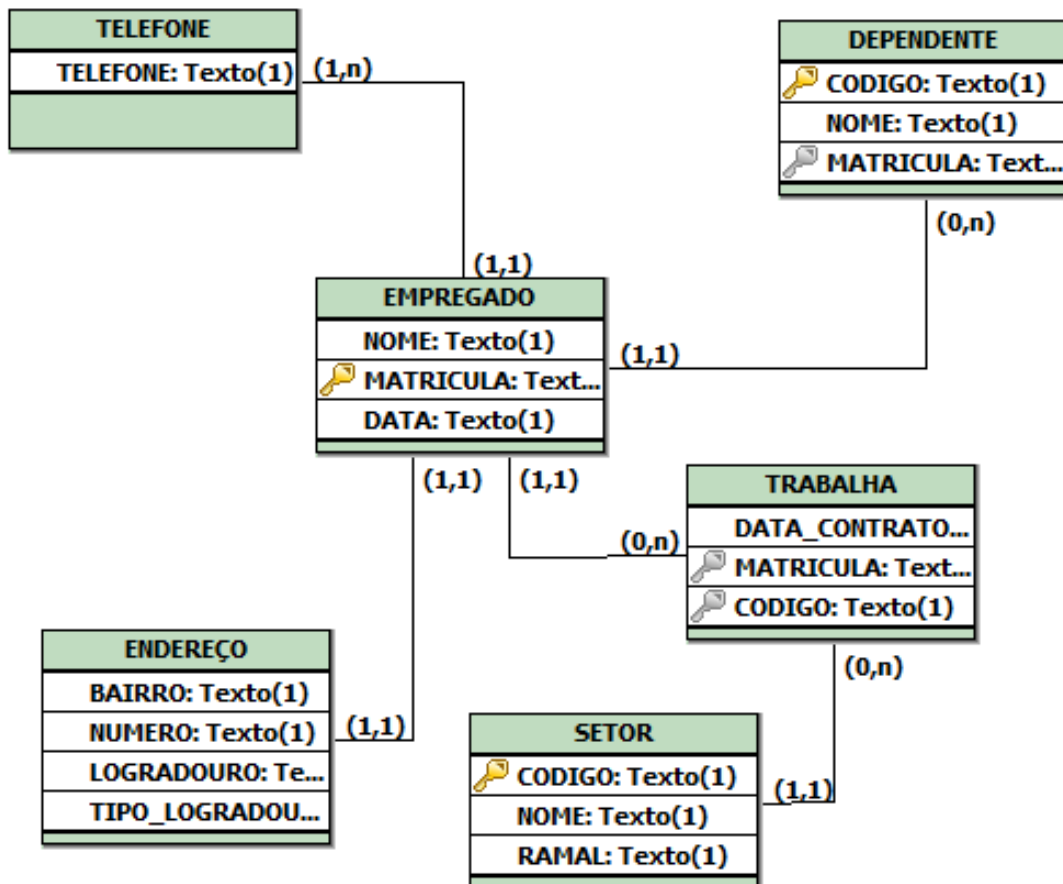 TELEFONE
TELEFONE: Texto(1)
(1,n)
DEPENDENTE
CODIGO: Texto(1)
NOME: Texto(1)
MATRICULA: Text...
(0,n)
(1,1)
EMPREGADO
NOME: Texto(1)
MATRICULA: Text...
DATA: Texto(1)
(1,1)
(1,1)
(1,1)
TRABALHA
DATA_CONTRATO...
MATRICULA: Text...
CODIGO: Texto(1)
(0,n)
(0,n)
ENDEREÇO
BAIRRO: Texto(1)
NUMERO: Texto(1)
LOGRADOURO: Te...
TIPO_LOGRADOU...
(1,1)
SETOR
CODIGO: Texto(1)
NOME: Texto(1)
RAMAL: Texto(1)
(1,1)